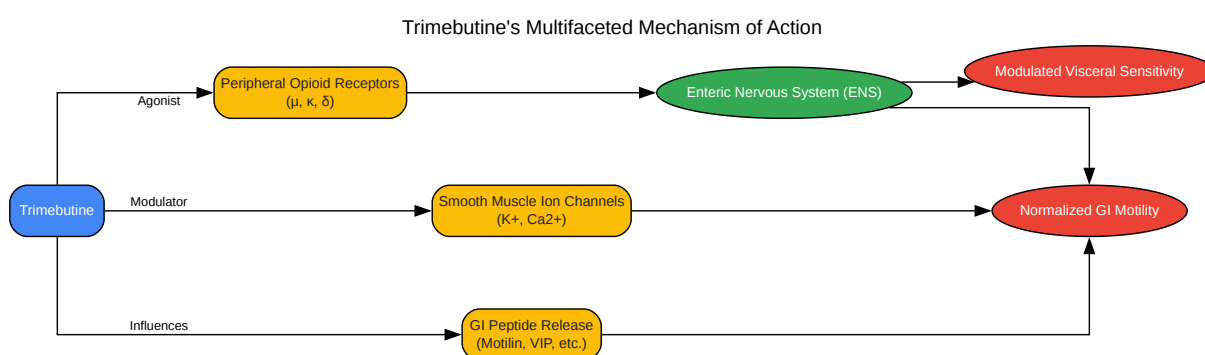 Trimebutine's Multifaceted Mechanism of Action
Peripheral Opioid Receptors
(μ, κ, δ)
Agonist
Enteric Nervous System (ENS)
Modulated Visceral Sensitivity
Trimebutine
Modulator
Smooth Muscle Ion Channels
(K+, Ca2+)
Normalized GI Motility
Influences
GI Peptide Release
(Motilin, VIP, etc.)